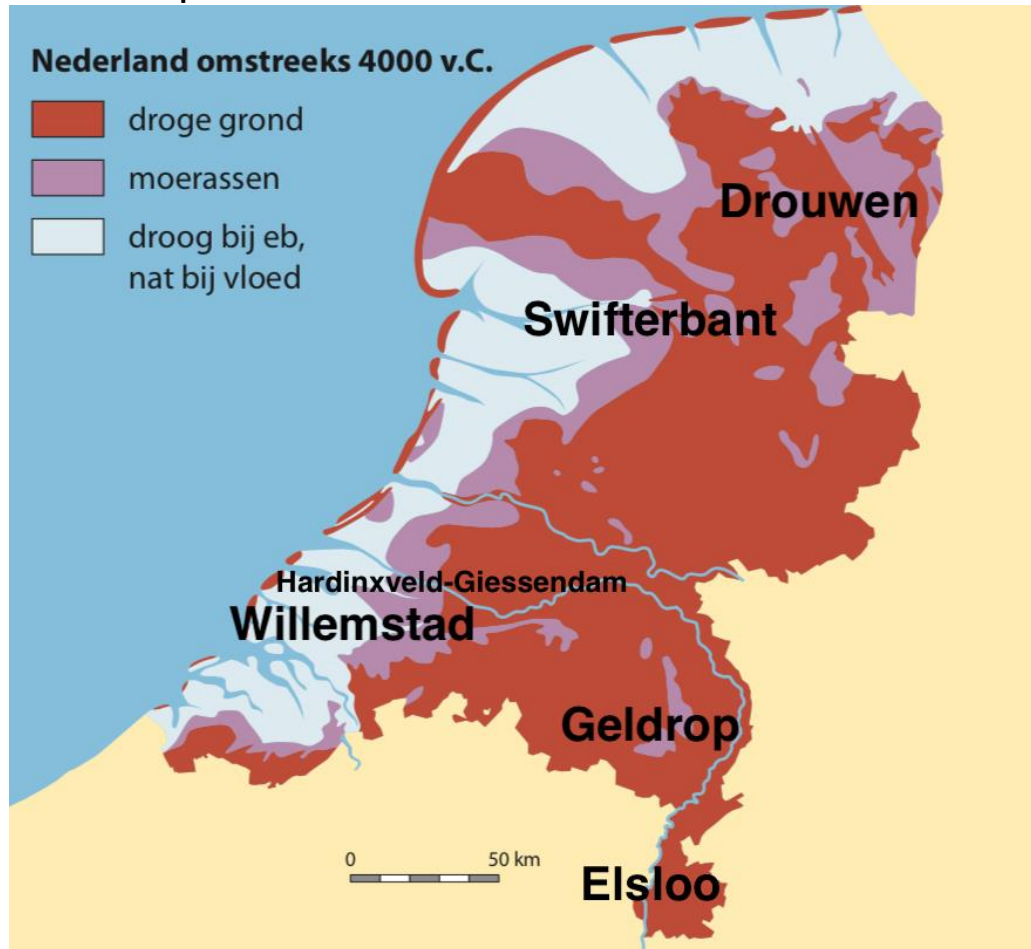 Nederland omstreeks 4000 v.C.
droge grond
moerassen
droog bij eb,
nat bij vloed
Drouwen
Swifterbant
Hardinxveld-Giessendam
Willemstad
Geldrop
Elsloo
0 50 km